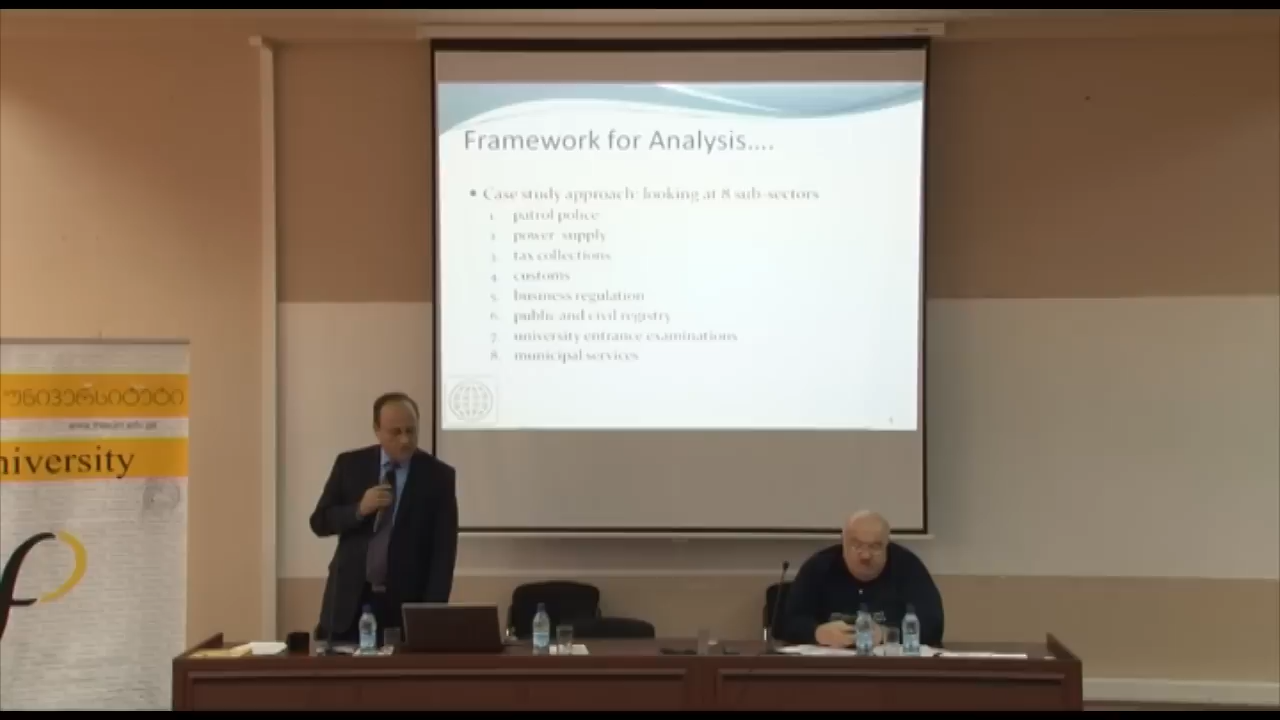 Framework for Analysis....
• Case study approach: looking at 8 sub-sectors
1. patrol police
2. power supply
3. tax collections
4. customs
5. business regulation
6. public and civil registry
7. university entrance examinations
8. municipal services
უნივერსიტეტი
niversity